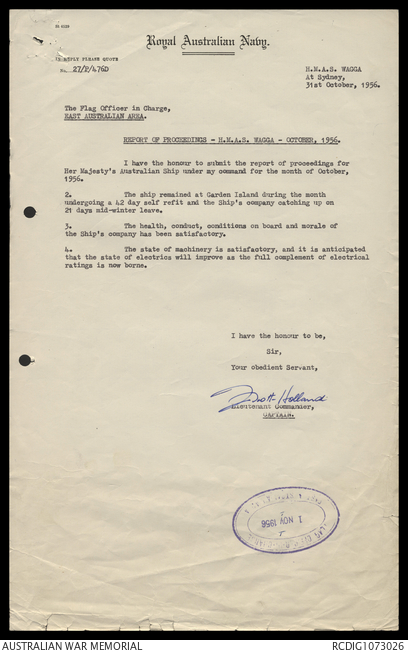 Royal Australian Navy.
IN REPLY PLEASE QUOTE
No. 27/P/476D
H.M.A.S. WAGGA
At Sydney,
31st October, 1956.
The Flag Officer in Charge,
EAST AUSTRALIAN AREA.
REPORT OF PROCEEDINGS - H.M.A.S. WAGGA - OCTOBER, 1956.
I have the honour to submit the report of proceedings for
Her Majesty's Australian Ship under my command for the month of October,
1956.
2. The ship remained at Garden Island during the month
undergoing a 42 day self refit and the Ship's company catching up on
21 days mid-winter leave.
3. The health, conduct, conditions on board and morale of
the Ship's company has been satisfactory.
4. The state of machinery is satisfactory, and it is anticipated
that the state of electrics will improve as the full complement of electrical
ratings is now borne.
I have the honour to be,
Sir,
Your obedient Servant,
Holland
Lieutenant Commander,
CAPTAIN.
1 NOV 1956
AUSTRALIAN WAR MEMORIAL
RCDIG1073026